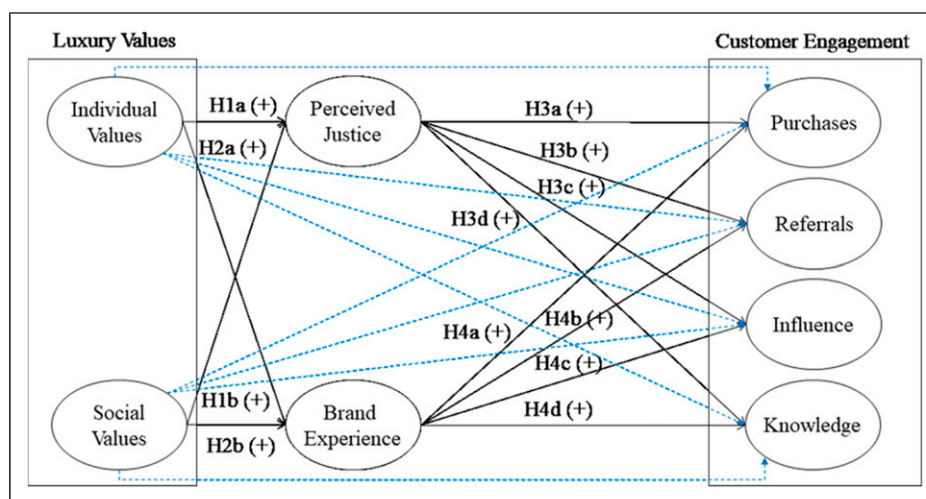 Luxury Values
Customer Engagement
Individual
Values
H1a (+)
Perceived
Justice
H3a (+)
Purchases
H2a (+)
H3b (+)
H3c (+)
H3d (+)
Referrals
H4a (+)
H4b (+)
Influence
H4c (+)
Social
Values
H1b (+)
H2b (+)
Brand
Experience
H4d (+)
Knowledge